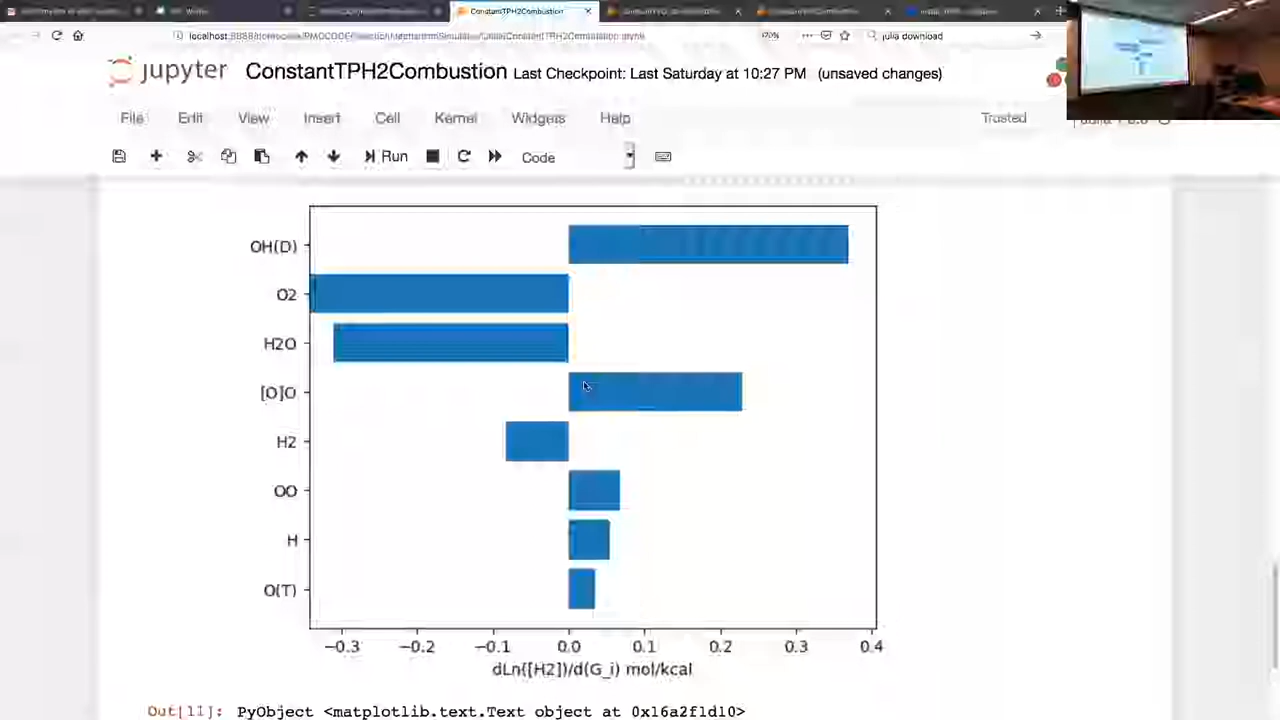 ConstantTPH2Combustion
julia download
jupyter ConstantTPH2Combustion Last Checkpoint: Last Saturday at 10:27 PM (unsaved changes)
File Edit View Insert Cell Kernel Widgets Help
Trusted
Run Code
OH(D)
O2
H2O
[O]O
H2
OO
H
O(T)
−0.3 −0.2 −0.1 0.0 0.1 0.2 0.3 0.4
dLn([H2])/d(G_i) mol/kcal
Out[11]: PyObject <matplotlib.text.Text object at 0x16a2f1d10>